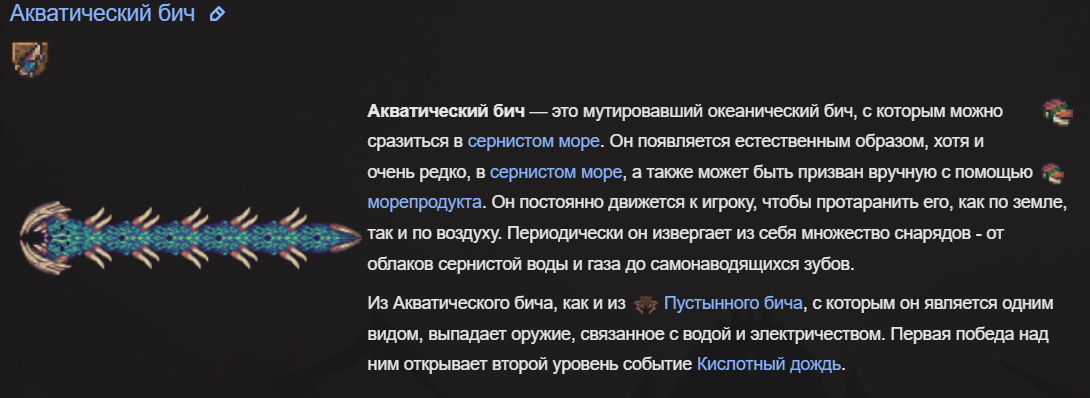 Акватический бич
Акватический бич — это мутировавший океанический бич, с которым можно
сразиться в сернистом море. Он появляется естественным образом, хотя и
очень редко, в сернистом море, а также может быть призван вручную с помощью
морепродукта. Он постоянно движется к игроку, чтобы протаранить его, как по земле,
так и по воздуху. Периодически он извергает из себя множество снарядов - от
облаков сернистой воды и газа до самонаводящихся зубов.
Из Акватического бича, как и из Пустынного бича, с которым он является одним
видом, выпадает оружие, связанное с водой и электричеством. Первая победа над
ним открывает второй уровень событие Кислотный дождь.